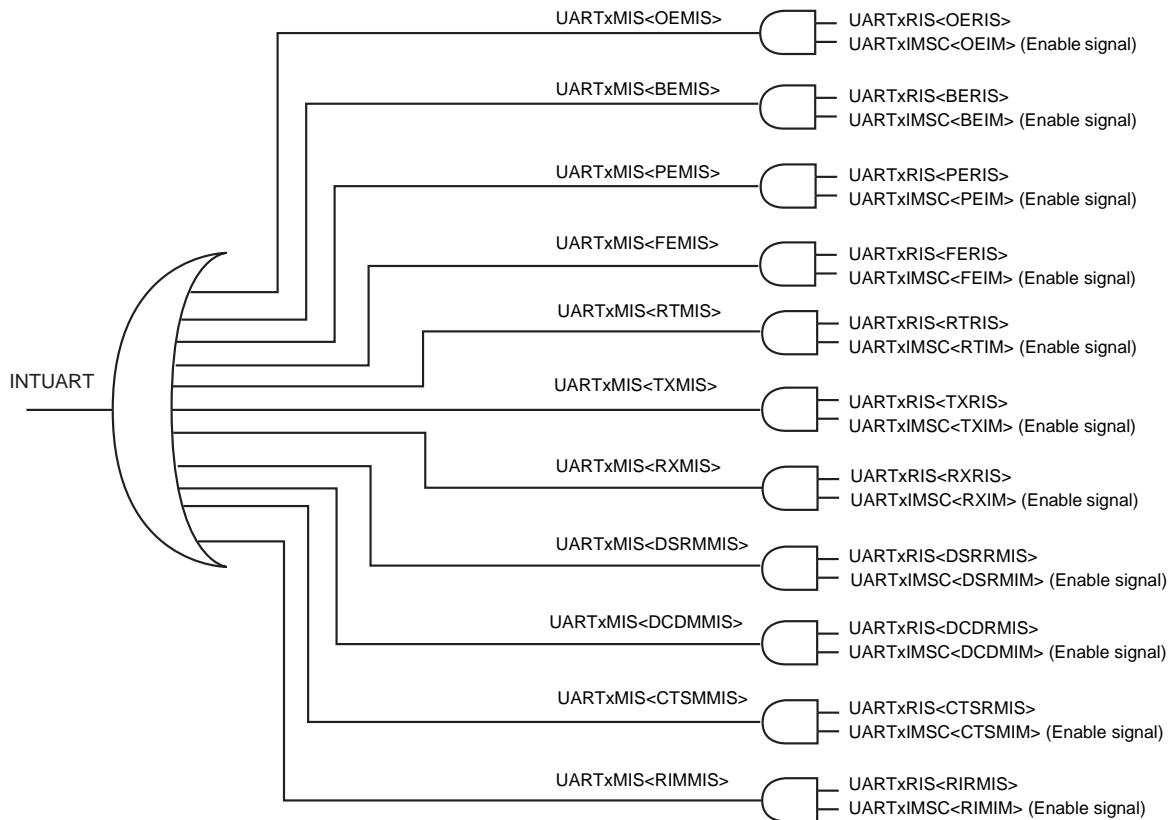 UARTxMIS<OEMIS>
UARTxRIS<OERIS>
UARTxIMSC<OEIM> (Enable signal)
UARTxMIS<BEMIS>
UARTxRIS<BERIS>
UARTxIMSC<BEIM> (Enable signal)
UARTxMIS<PEMIS>
UARTxRIS<PERIS>
UARTxIMSC<PEIM> (Enable signal)
UARTxMIS<FEMIS>
UARTxRIS<FERIS>
UARTxIMSC<FEIM> (Enable signal)
UARTxMIS<RTMIS>
UARTxRIS<RTRIS>
UARTxIMSC<RTIM> (Enable signal)
INTUART
UARTxMIS<TXMIS>
UARTxRIS<TXRIS>
UARTxIMSC<TXIM> (Enable signal)
UARTxMIS<RXMIS>
UARTxRIS<RXRIS>
UARTxIMSC<RXIM> (Enable signal)
UARTxMIS<DSRMMIS>
UARTxRIS<DSRRMIS>
UARTxIMSC<DSRMIM> (Enable signal)
UARTxMIS<DCDMMIS>
UARTxRIS<DCDRMIS>
UARTxIMSC<DCDMIM> (Enable signal)
UARTxMIS<CTSMMIS>
UARTxRIS<CTSRMIS>
UARTxIMSC<CTSMIM> (Enable signal)
UARTxMIS<RIMMIS>
UARTxRIS<RIRMIS>
UARTxIMSC<RIMIM> (Enable signal)